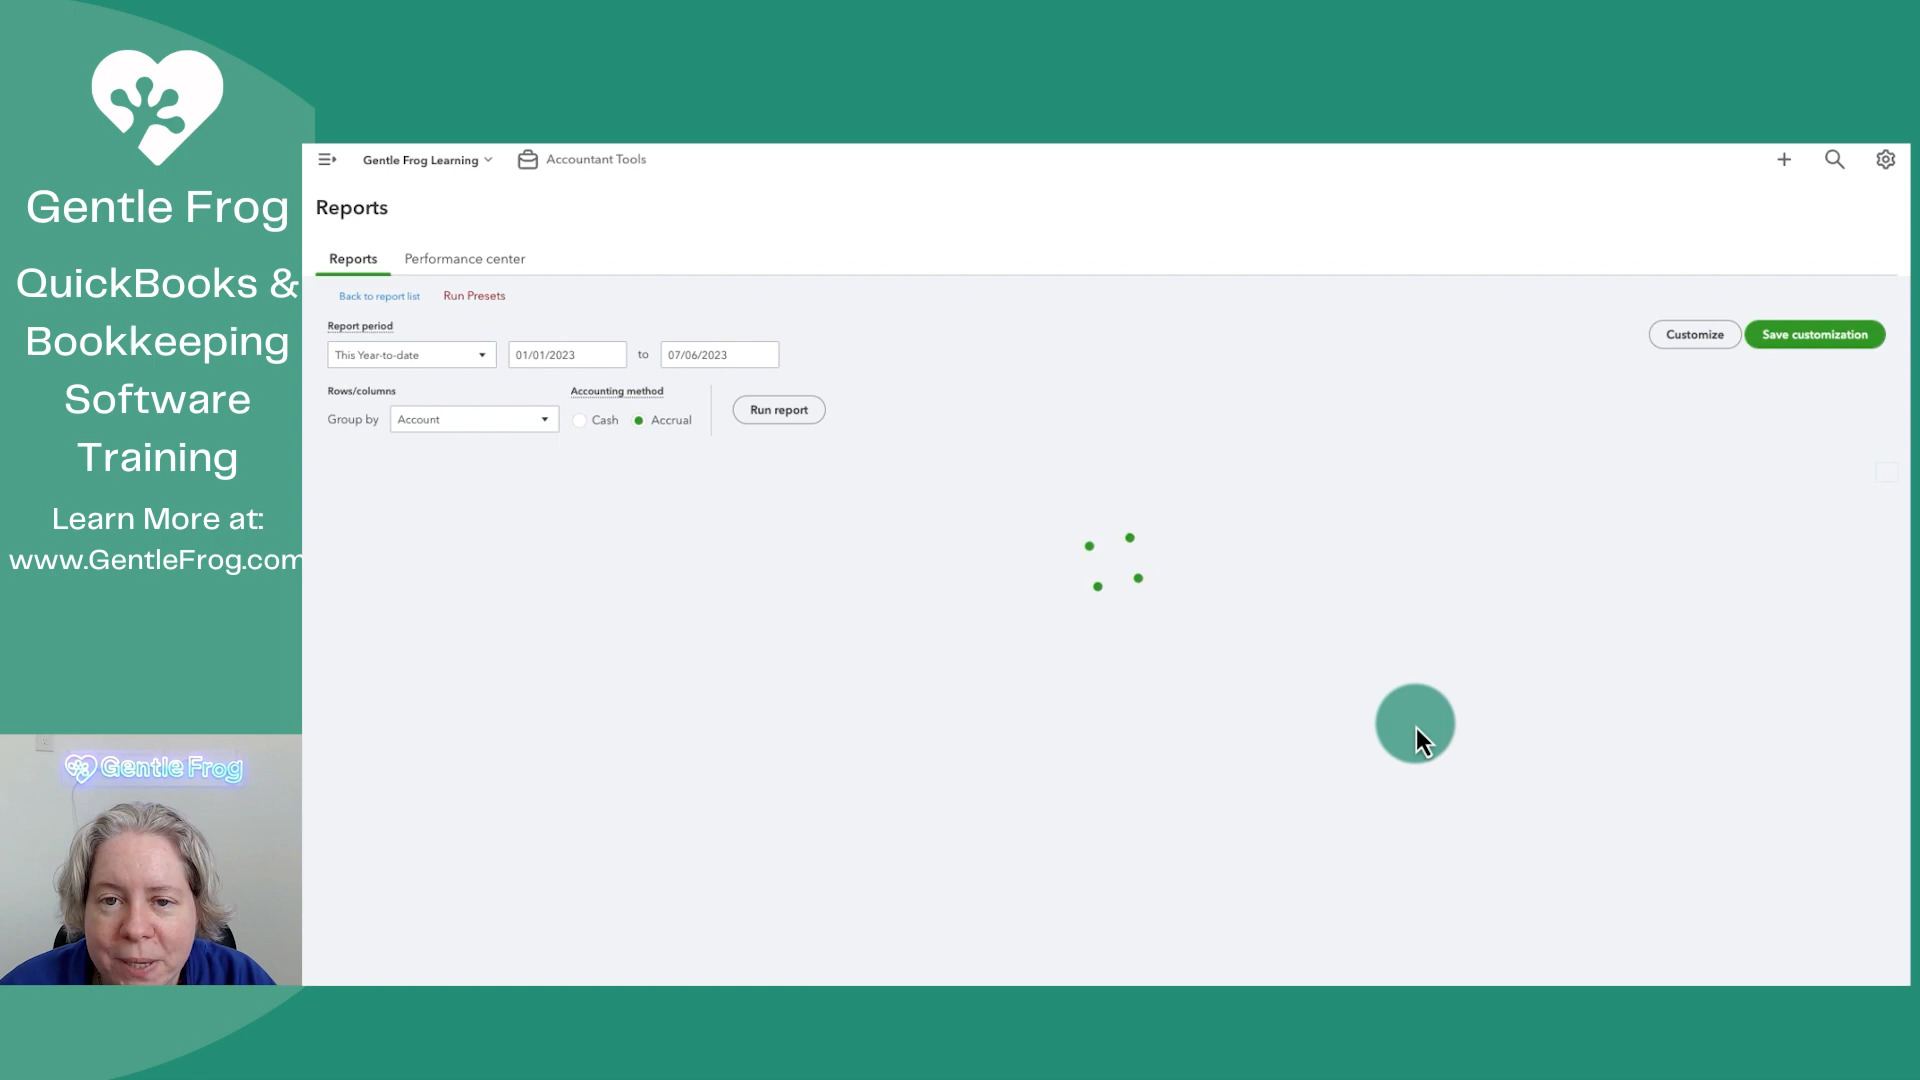 Gentle Frog
QuickBooks &
Bookkeeping
Software
Training
Learn More at:
www.GentleFrog.com
Gentle Frog Learning
Accountant Tools
Reports
Reports
Performance center
Back to report list
Run Presets
Report period
This Year-to-date
01/01/2023
to
07/06/2023
Customize
Save customization
Rows/columns
Accounting method
Group by
Account
Cash
Accrual
Run report
Gentle Frog